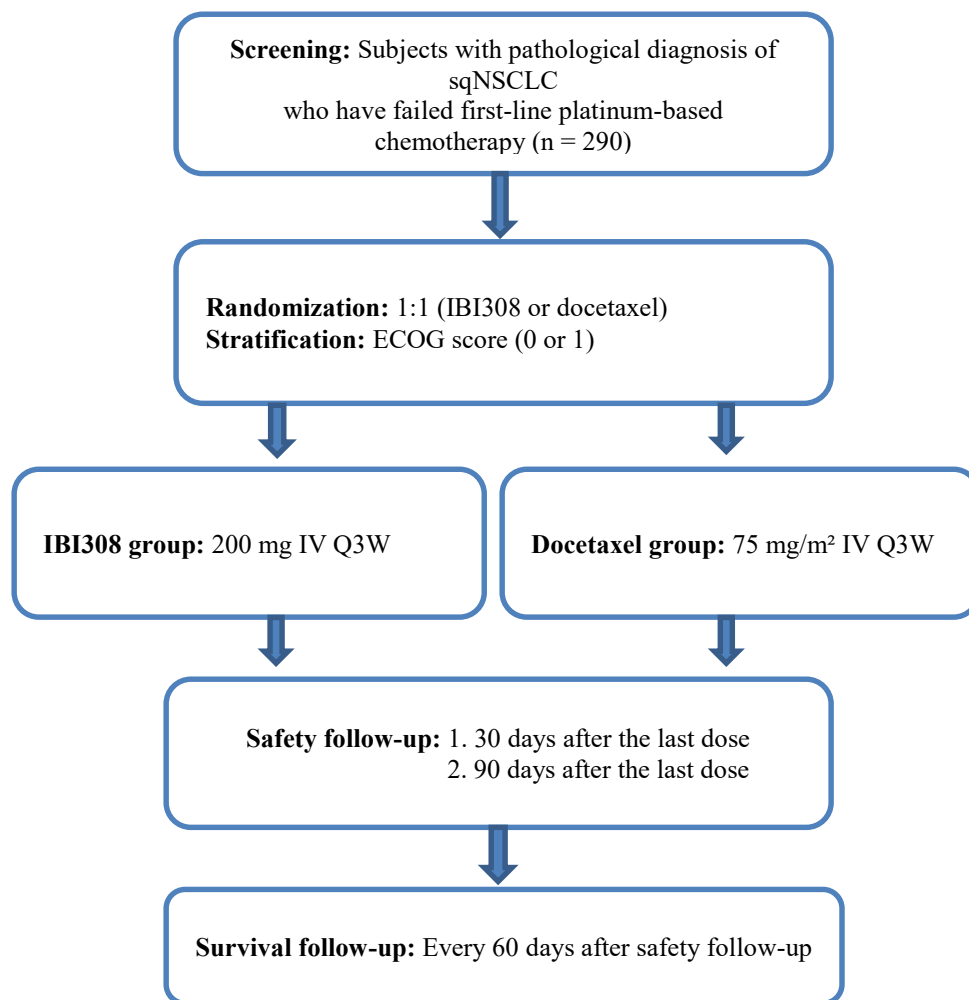 Screening: Subjects with pathological diagnosis of
sqNSCLC
who have failed first-line platinum-based
chemotherapy (n = 290)
Randomization: 1:1 (IBI308 or docetaxel)
Stratification: ECOG score (0 or 1)
IBI308 group: 200 mg IV Q3W
Docetaxel group: 75 mg/m² IV Q3W
Safety follow-up: 1. 30 days after the last dose
2. 90 days after the last dose
Survival follow-up: Every 60 days after safety follow-up